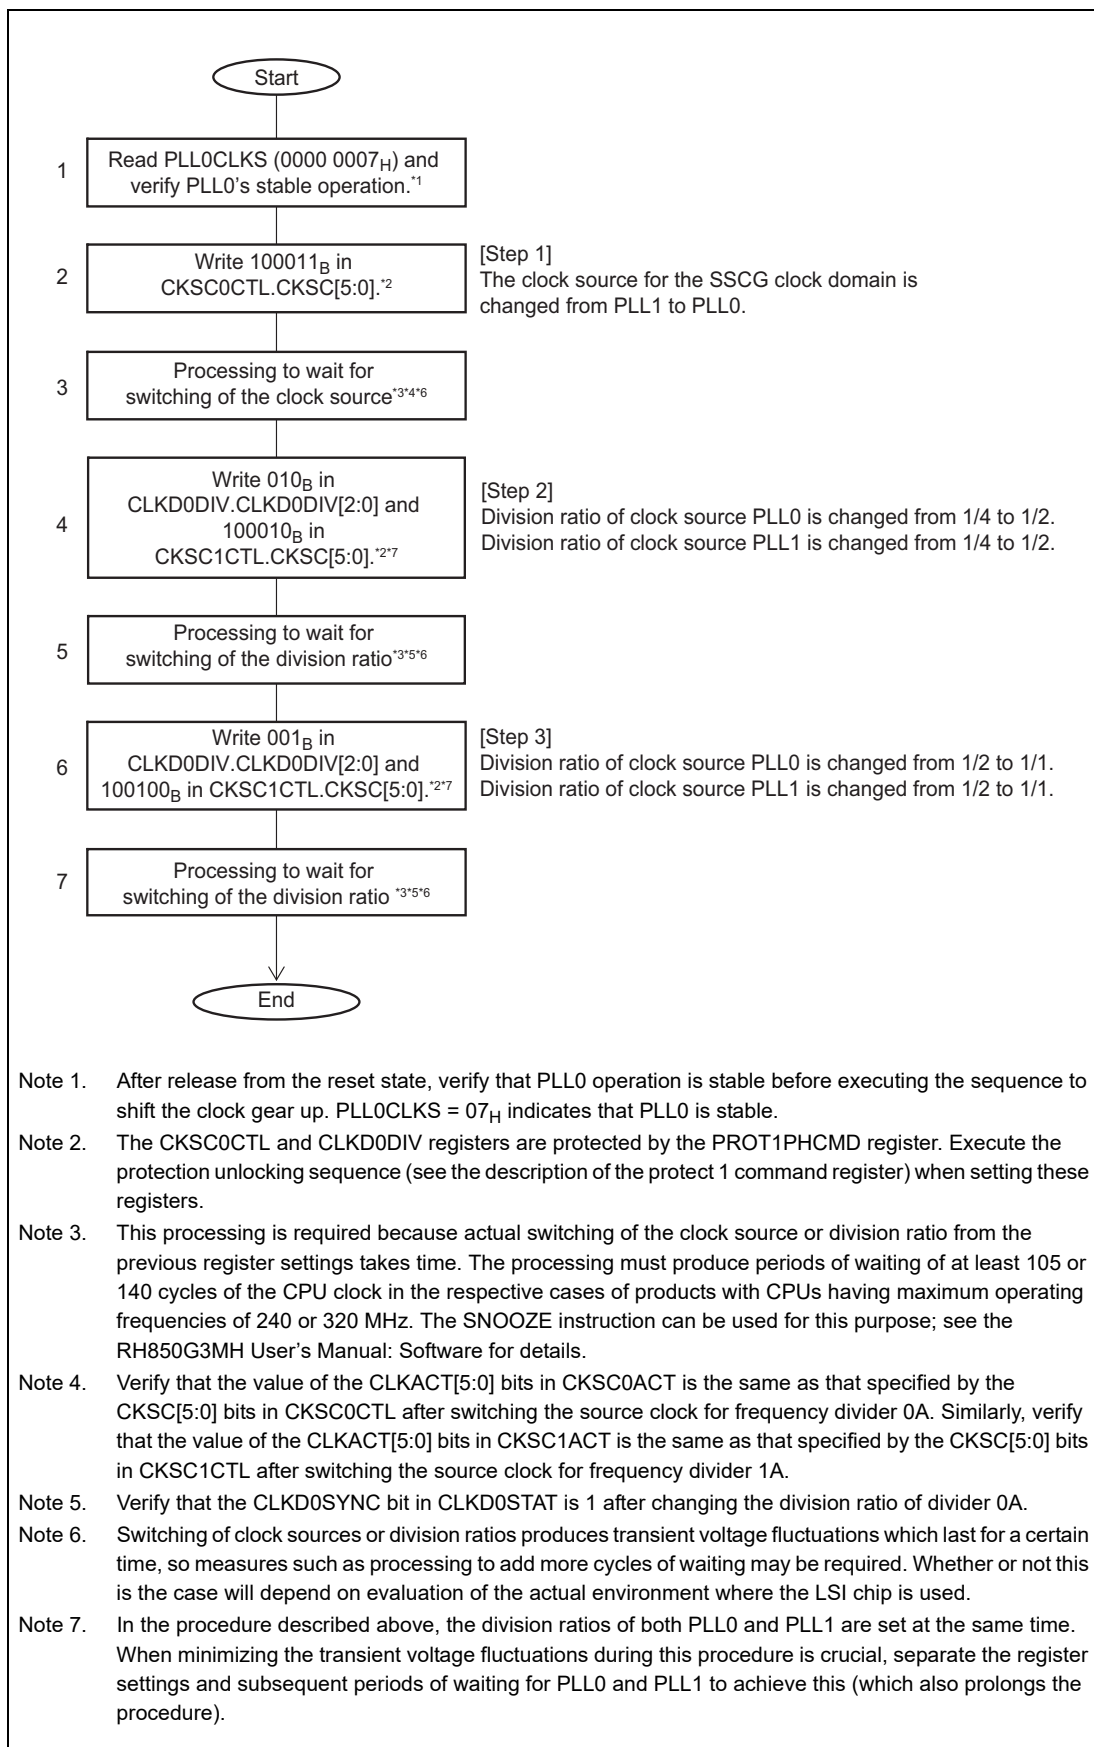 Start
1
Read PLL0CLKS (0000 0007H) and
verify PLL0's stable operation.*1
2
Write 100011B in
CKSC0CTL.CKSC[5:0].*2
[Step 1]
The clock source for the SSCG clock domain is
changed from PLL1 to PLL0.
3
Processing to wait for
switching of the clock source*3*4*6
4
Write 010B in
CLKD0DIV.CLKD0DIV[2:0] and
100010B in
CKSC1CTL.CKSC[5:0].*2*7
[Step 2]
Division ratio of clock source PLL0 is changed from 1/4 to 1/2.
Division ratio of clock source PLL1 is changed from 1/4 to 1/2.
5
Processing to wait for
switching of the division ratio*3*5*6
6
Write 001B in
CLKD0DIV.CLKD0DIV[2:0] and
100100B in CKSC1CTL.CKSC[5:0].*2*7
[Step 3]
Division ratio of clock source PLL0 is changed from 1/2 to 1/1.
Division ratio of clock source PLL1 is changed from 1/2 to 1/1.
7
Processing to wait for
switching of the division ratio *3*5*6
End
Note 1. After release from the reset state, verify that PLL0 operation is stable before executing the sequence to
shift the clock gear up. PLL0CLKS = 07H indicates that PLL0 is stable.
Note 2. The CKSC0CTL and CLKD0DIV registers are protected by the PROT1PHCMD register. Execute the
protection unlocking sequence (see the description of the protect 1 command register) when setting these
registers.
Note 3. This processing is required because actual switching of the clock source or division ratio from the
previous register settings takes time. The processing must produce periods of waiting of at least 105 or
140 cycles of the CPU clock in the respective cases of products with CPUs having maximum operating
frequencies of 240 or 320 MHz. The SNOOZE instruction can be used for this purpose; see the
RH850G3MH User's Manual: Software for details.
Note 4. Verify that the value of the CLKACT[5:0] bits in CKSC0ACT is the same as that specified by the
CKSC[5:0] bits in CKSC0CTL after switching the source clock for frequency divider 0A. Similarly, verify
that the value of the CLKACT[5:0] bits in CKSC1ACT is the same as that specified by the CKSC[5:0] bits
in CKSC1CTL after switching the source clock for frequency divider 1A.
Note 5. Verify that the CLKD0SYNC bit in CLKD0STAT is 1 after changing the division ratio of divider 0A.
Note 6. Switching of clock sources or division ratios produces transient voltage fluctuations which last for a certain
time, so measures such as processing to add more cycles of waiting may be required. Whether or not this
is the case will depend on evaluation of the actual environment where the LSI chip is used.
Note 7. In the procedure described above, the division ratios of both PLL0 and PLL1 are set at the same time.
When minimizing the transient voltage fluctuations during this procedure is crucial, separate the register
settings and subsequent periods of waiting for PLL0 and PLL1 to achieve this (which also prolongs the
procedure).